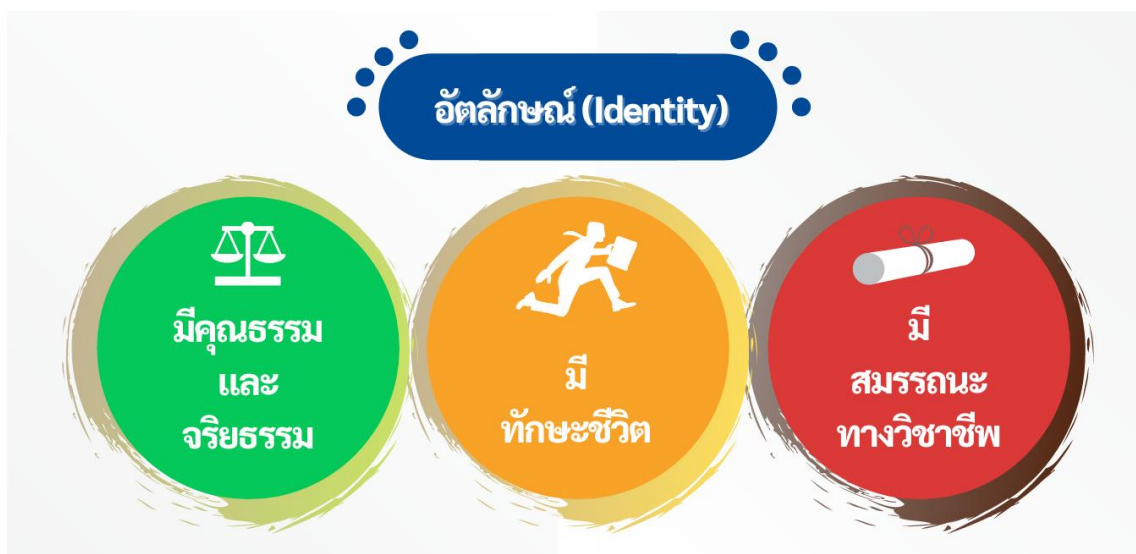 อัตลักษณ์ (Identity)
มีคุณธรรม
และ
จริยธรรม
มี
ทักษะชีวิต
มี
สมรรถนะ
ทางวิชาชีพ